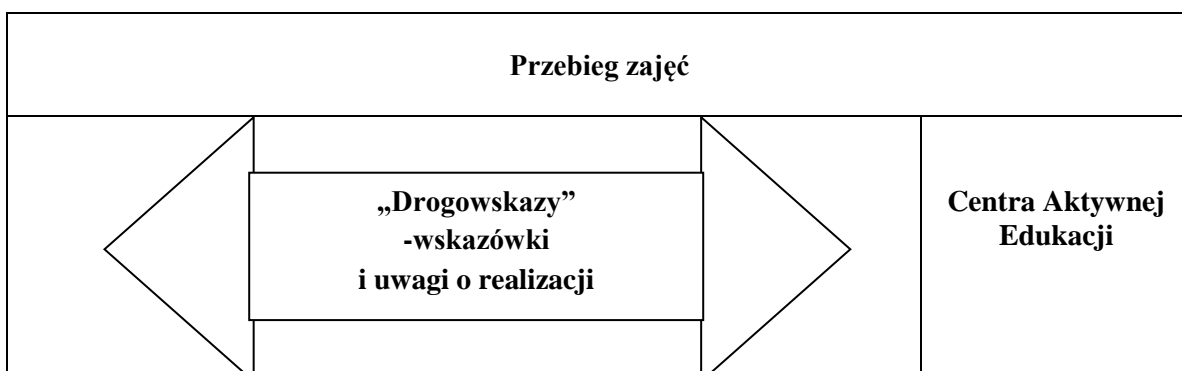 Przebieg zajęć
„Drogowskazy”
-wskazówki
i uwagi o realizacji
Centra Aktywnej
Edukacji